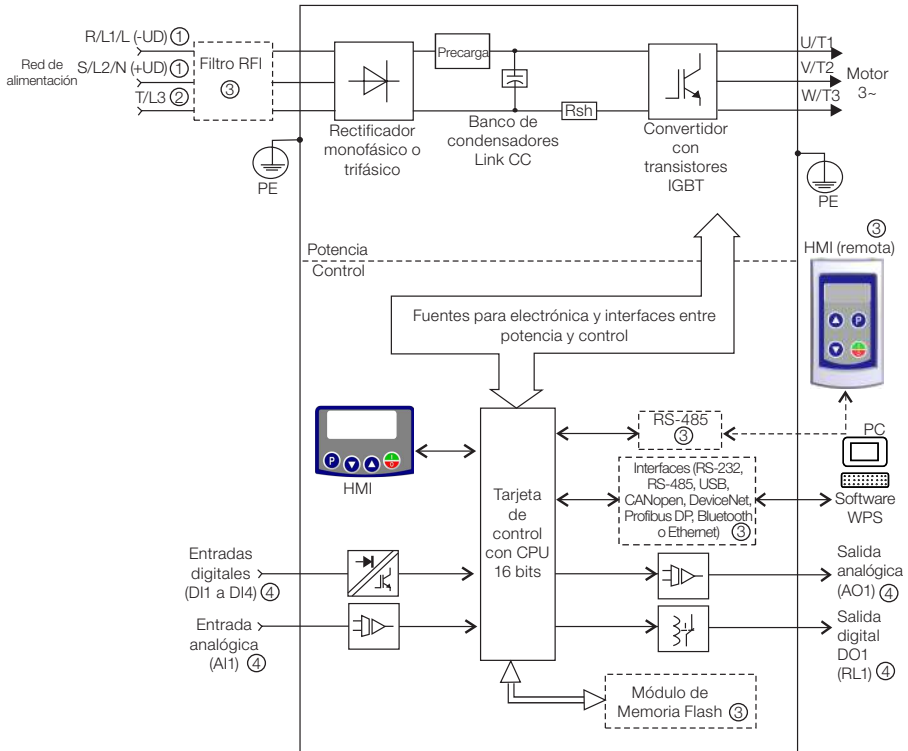 R/L1/L (-UD) ①
Red de
alimentación
S/L2/N (+UD) ①
T/L3 ②
Filtro RFI
③
PE
Precarga
Rectificador
monofásico o
trifásico
Banco de
condensadores
Link CC
Rsh
Convertidor
con
transistores
IGBT
U/T1
V/T2
W/T3
Motor
3~
PE
Potencia
Control
Fuentes para electrónica y interfaces entre
potencia y control
③
HMI (remota)
P
P
I
0
HMI
Tarjeta
de
control
con CPU
16 bits
RS-485
③
Interfaces (RS-232,
RS-485, USB,
CANopen, DeviceNet,
Profibus DP, Bluetooth
o Ethernet) ③
PC
Software
WPS
Entradas
digitales
(DI1 a DI4) ④
Entrada
analógica
(AI1) ④
Salida
analógica
(AO1) ④
Salida
digital
DO1
(RL1) ④
Módulo de
Memoria Flash ③